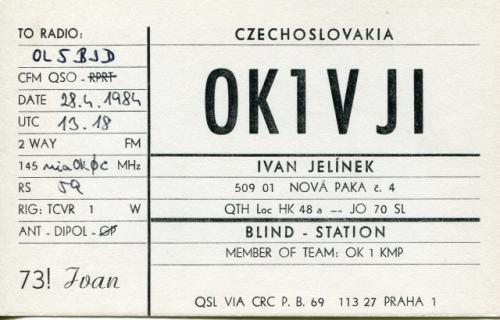 TO RADIO:
OL5BJD
CFM QSO - RPRT
DATE 28.4.1984
UTC 13.18
2 WAY FM
145 via OKØC MHz
RS 59
RIG: TCVR 1 W
ANT - DIPOL - GP
73! Ivan
CZECHOSLOVAKIA
OK1VJI
IVAN JELÍNEK
509 01 NOVÁ PAKA č. 4
QTH Loc HK 48 a -- JO 70 SL
BLIND - STATION
MEMBER OF TEAM: OK 1 KMP
QSL VIA CRC P. B. 69 113 27 PRAHA 1